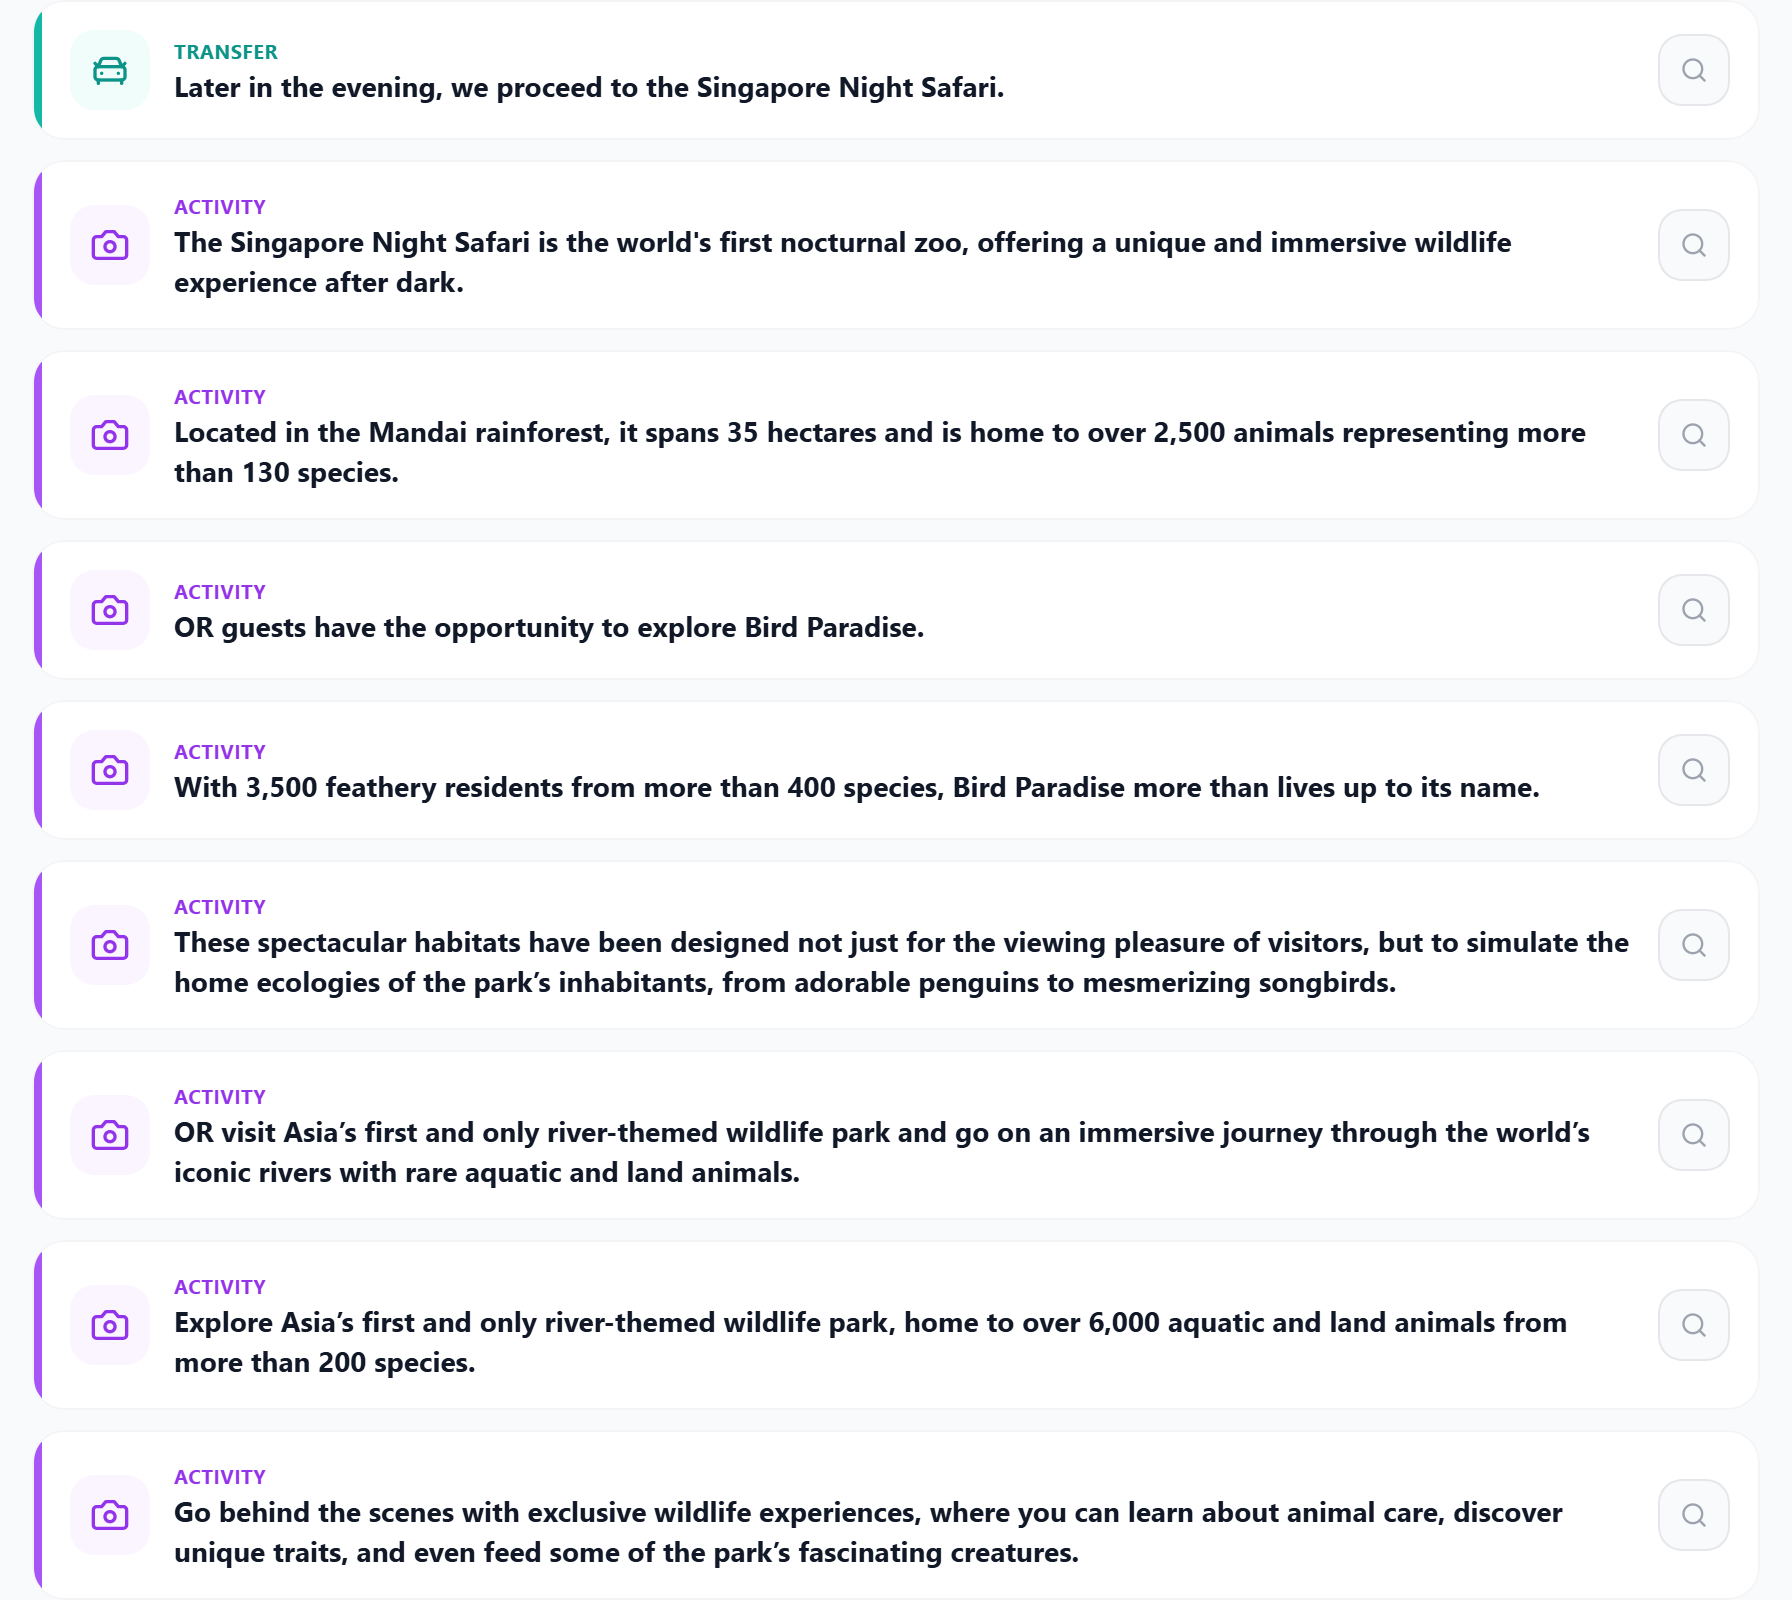 TRANSFER
Later in the evening, we proceed to the Singapore Night Safari.
ACTIVITY
The Singapore Night Safari is the world's first nocturnal zoo, offering a unique and immersive wildlife
experience after dark.
ACTIVITY
Located in the Mandai rainforest, it spans 35 hectares and is home to over 2,500 animals representing more
than 130 species.
ACTIVITY
OR guests have the opportunity to explore Bird Paradise.
ACTIVITY
With 3,500 feathery residents from more than 400 species, Bird Paradise more than lives up to its name.
ACTIVITY
These spectacular habitats have been designed not just for the viewing pleasure of visitors, but to simulate the
home ecologies of the park’s inhabitants, from adorable penguins to mesmerizing songbirds.
ACTIVITY
OR visit Asia’s first and only river-themed wildlife park and go on an immersive journey through the world’s
iconic rivers with rare aquatic and land animals.
ACTIVITY
Explore Asia’s first and only river-themed wildlife park, home to over 6,000 aquatic and land animals from
more than 200 species.
ACTIVITY
Go behind the scenes with exclusive wildlife experiences, where you can learn about animal care, discover
unique traits, and even feed some of the park’s fascinating creatures.